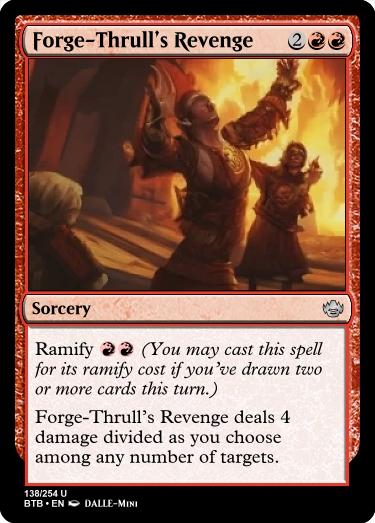 Forge-Thrull's Revenge 2
Sorcery
Ramify (You may cast this spell
for its ramify cost if you've drawn two
or more cards this turn.)
Forge-Thrull's Revenge deals 4
damage divided as you choose
among any number of targets.
138/254 U
BTB • EN DALLE-Mini